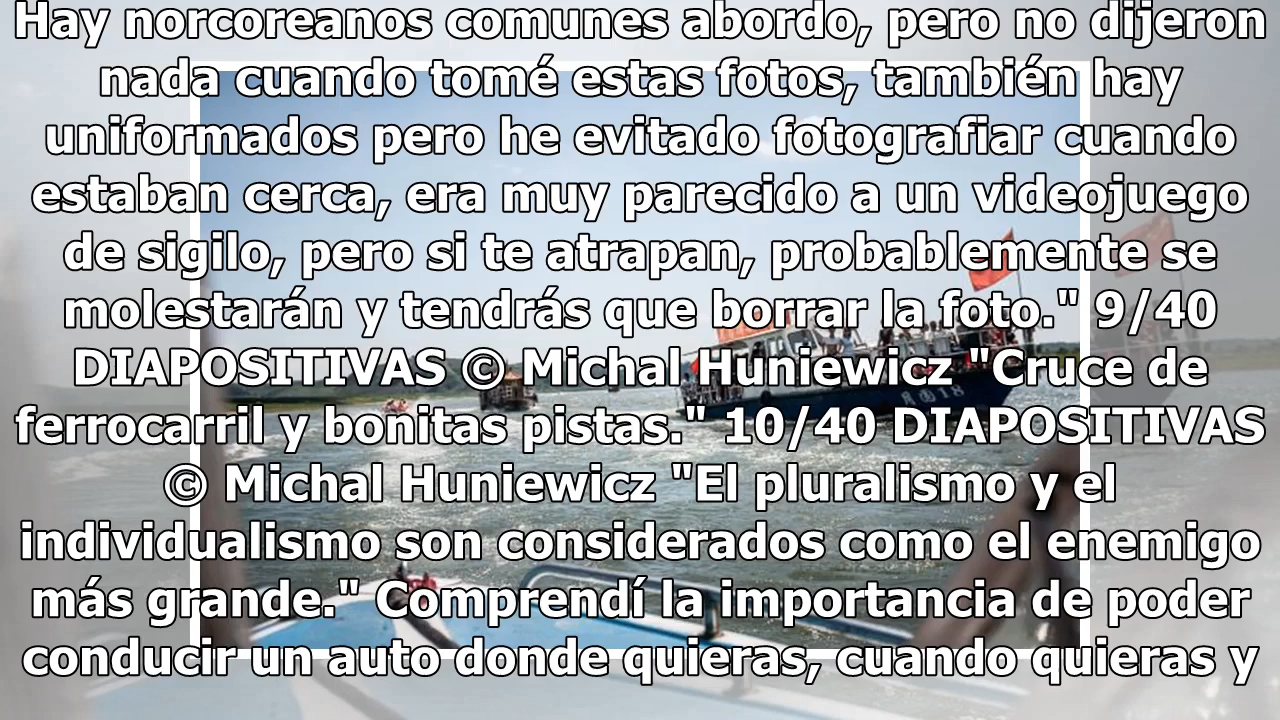 Hay norcoreanos comunes abordo, pero no dijeron
nada cuando tomé estas fotos, también hay
uniformados pero he evitado fotografiar cuando
estaban cerca, era muy parecido a un videojuego
de sigilo, pero si te atrapan, probablemente se
molestarán y tendrás que borrar la foto." 9/40
DIAPOSITIVAS © Michal Huniewicz "Cruce de
ferrocarril y bonitas pistas." 10/40 DIAPOSITIVAS
© Michal Huniewicz "El pluralismo y el
individualismo son considerados como el enemigo
más grande." Comprendí la importancia de poder
conducir un auto donde quieras, cuando quieras y